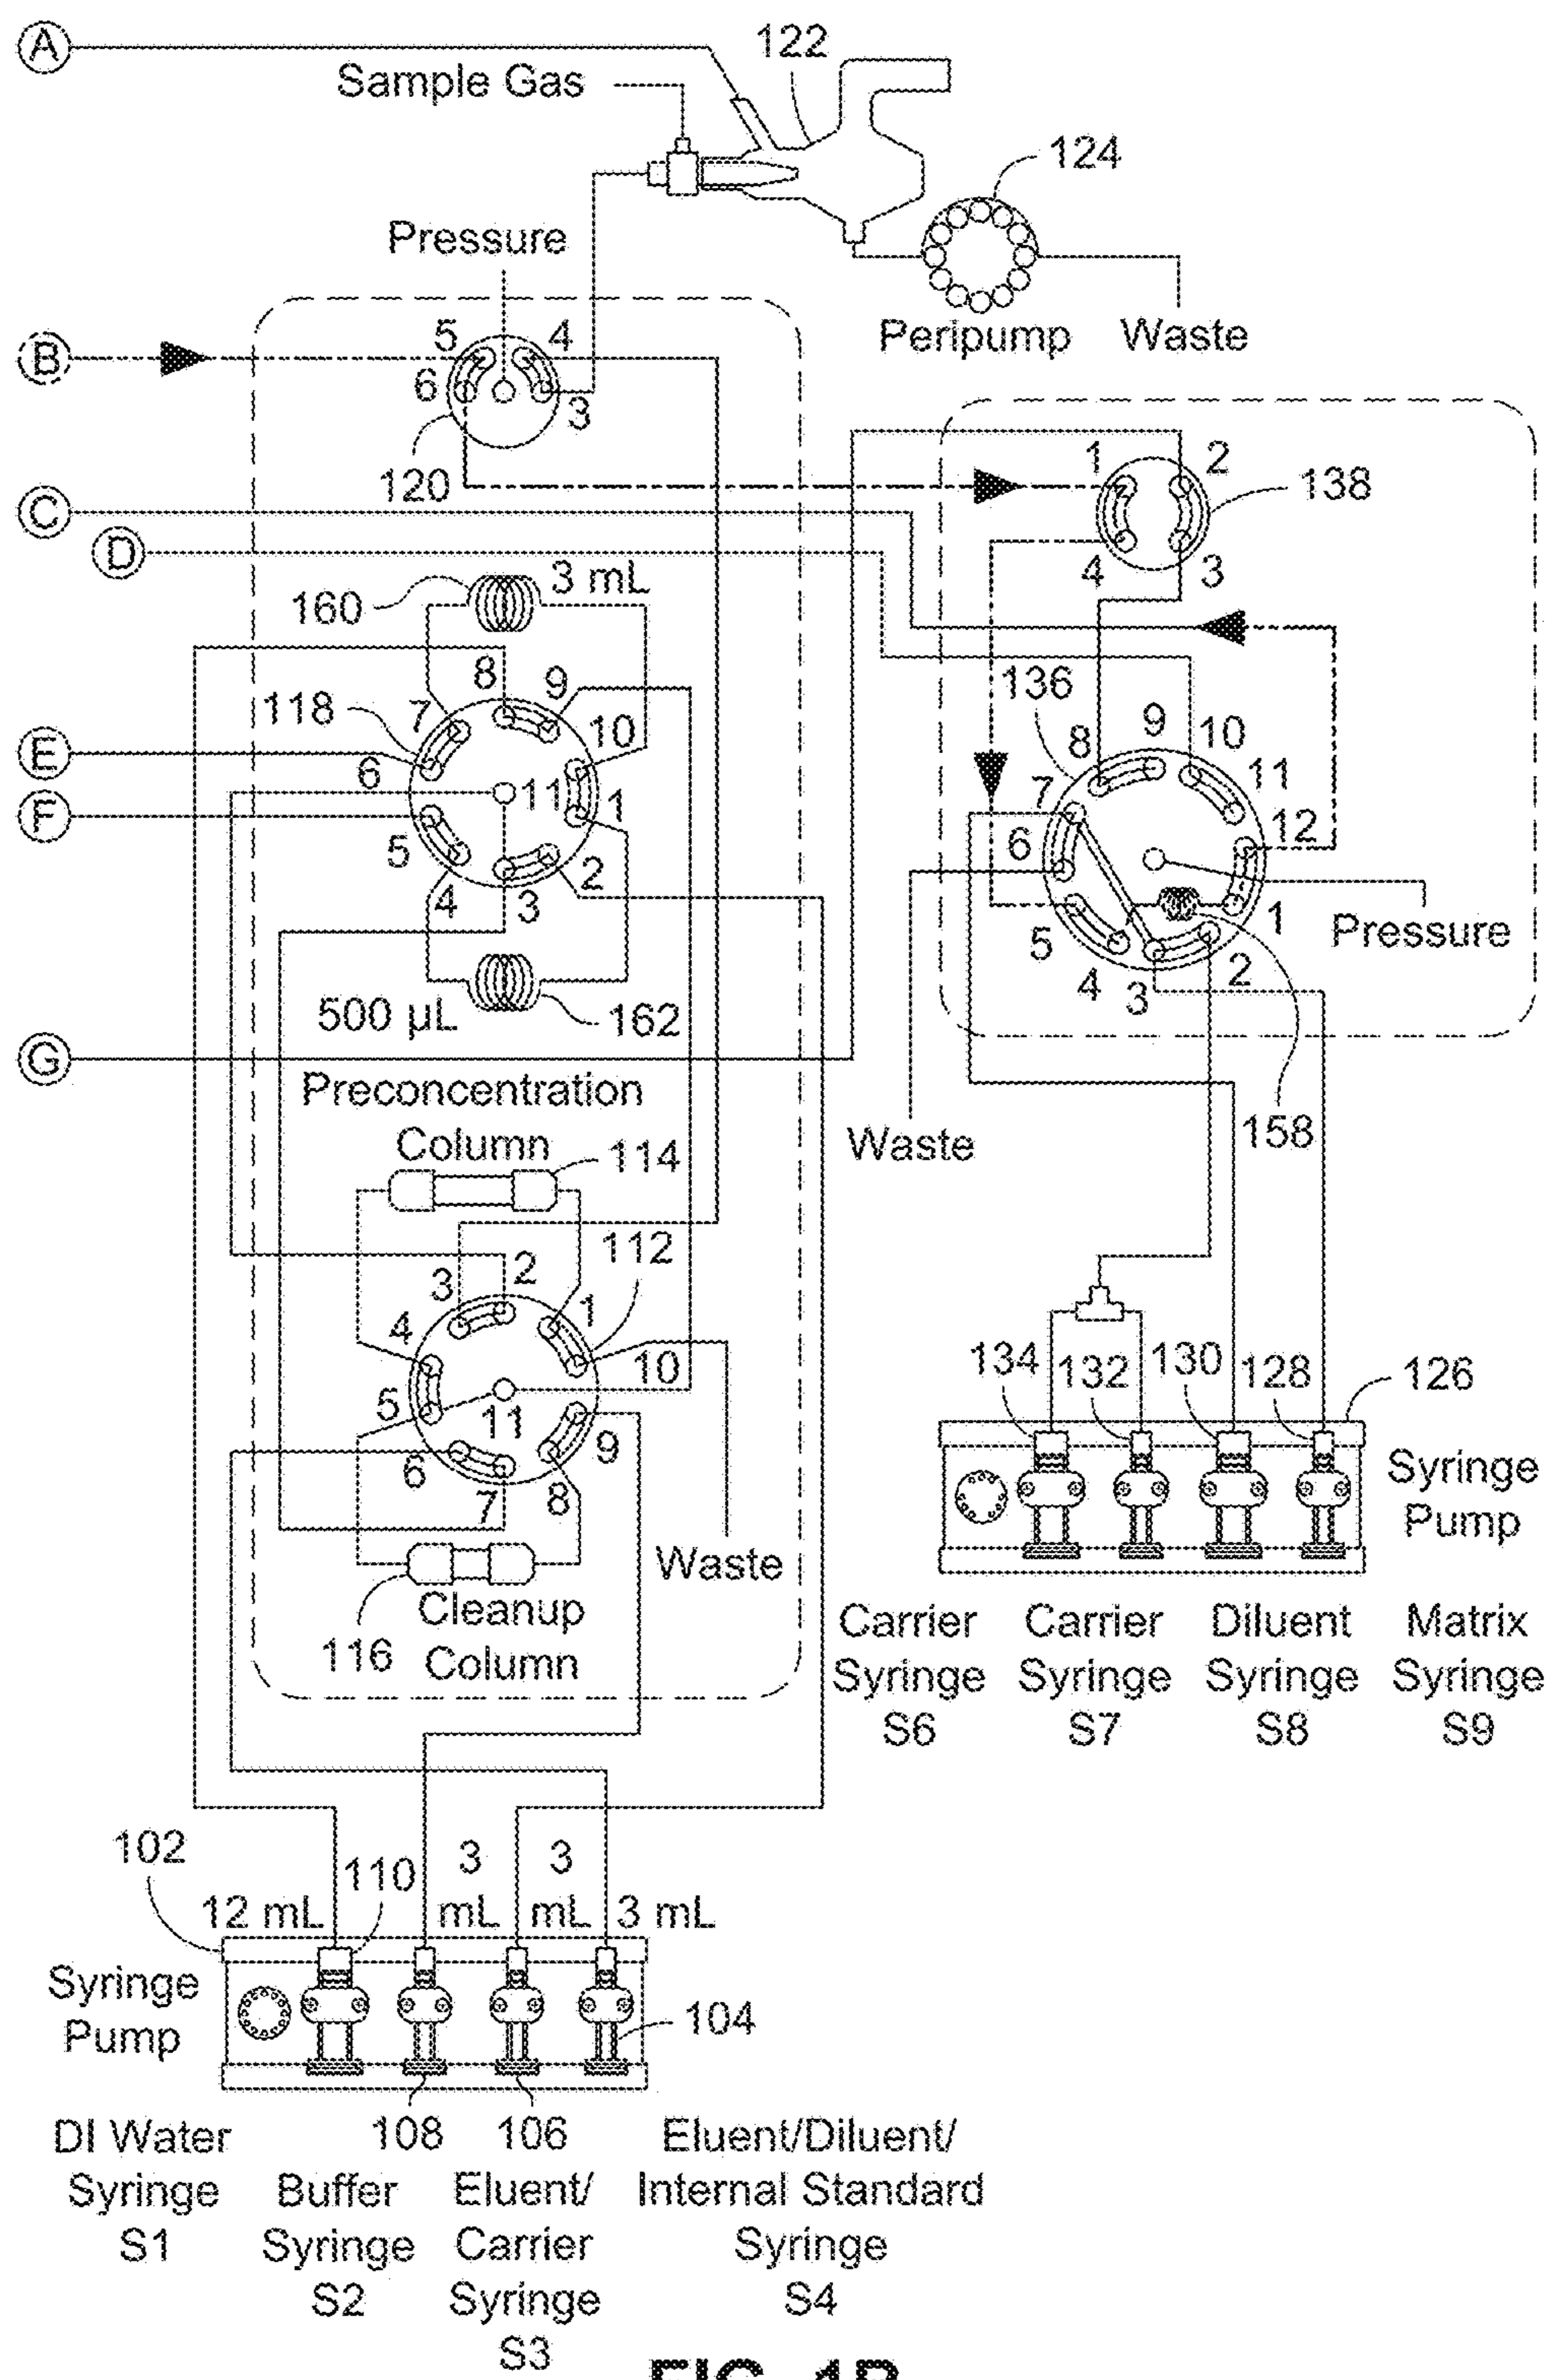 A
122
Sample Gas
124
Pressure
Peripump
Waste
B
5
4
6
3
120
1
2
138
C
D
4
3
160
3 mL
8
9
136
118
7
10
E
6
11
1
F
5
2
4
3
9
10
8
11
7
12
6
1
5
2
4
3
Pressure
500 µL
162
G
Preconcentration
Column
114
Waste
158
112
3
2
1
4
10
5
11
6
9
7
8
Waste
Cleanup
Column
116
134
132
130
128
126
Syringe
Pump
Carrier
Syringe
S6
Carrier
Syringe
S7
Diluent
Syringe
S8
Matrix
Syringe
S9
102
110
12 mL
3
mL
3
mL
3 mL
Syringe
Pump
104
108
106
DI Water
Syringe
S1
Buffer
Syringe
S2
Eluent/
Carrier
Syringe
S3
Eluent/Diluent/
Internal Standard
Syringe
S4
FIG. 1B